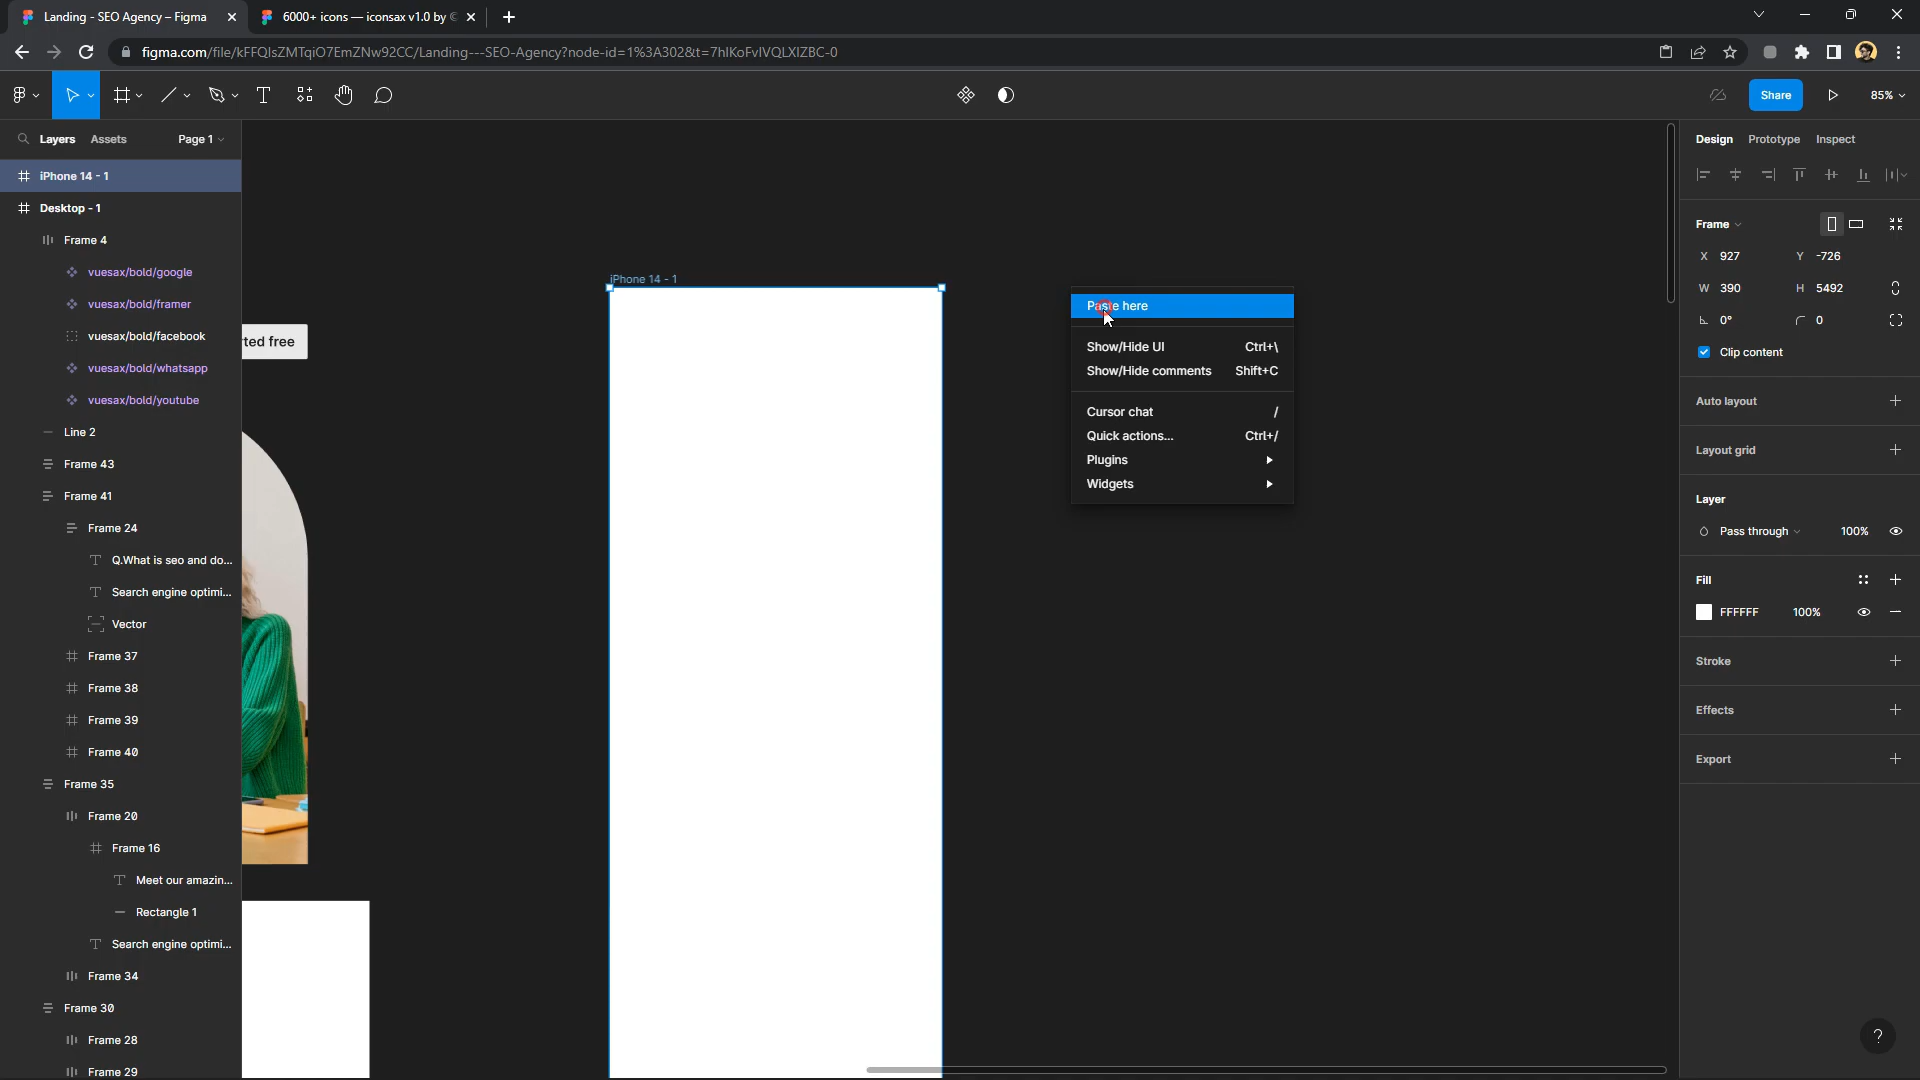 Landing - SEO Agency – Figma
6000+ icons — iconsax v1.0 by
figma.com/file/kFFQIsZMTqiO7EmZNw92CC/Landing---SEO-Agency?node-id=1%3A302&t=7hlKoFvIVQLXIZBC-0
Share
85%
Layers
Assets
Page 1
Design
Prototype
Inspect
iPhone 14 - 1
Desktop - 1
Frame 4
vuesax/bold/google
vuesax/bold/framer
vuesax/bold/facebook
vuesax/bold/whatsapp
vuesax/bold/youtube
Line 2
Frame 43
Frame 41
Frame 24
Q.What is seo and do...
Search engine optimi...
Vector
Frame 37
Frame 38
Frame 39
Frame 40
Frame 35
Frame 20
Frame 16
Meet our amazin...
Rectangle 1
Search engine optimi...
Frame 34
Frame 30
Frame 28
Frame 29
ted free
iPhone 14 - 1
Paste here
Show/Hide UI Ctrl+\
Show/Hide comments Shift+C
Cursor chat /
Quick actions... Ctrl+/
Plugins
Widgets
Frame
X 927 Y -726
W 390 H 5492
0° 0
Clip content
Auto layout
Layout grid
Layer
Pass through 100%
Fill
FFFFFF 100%
Stroke
Effects
Export
?